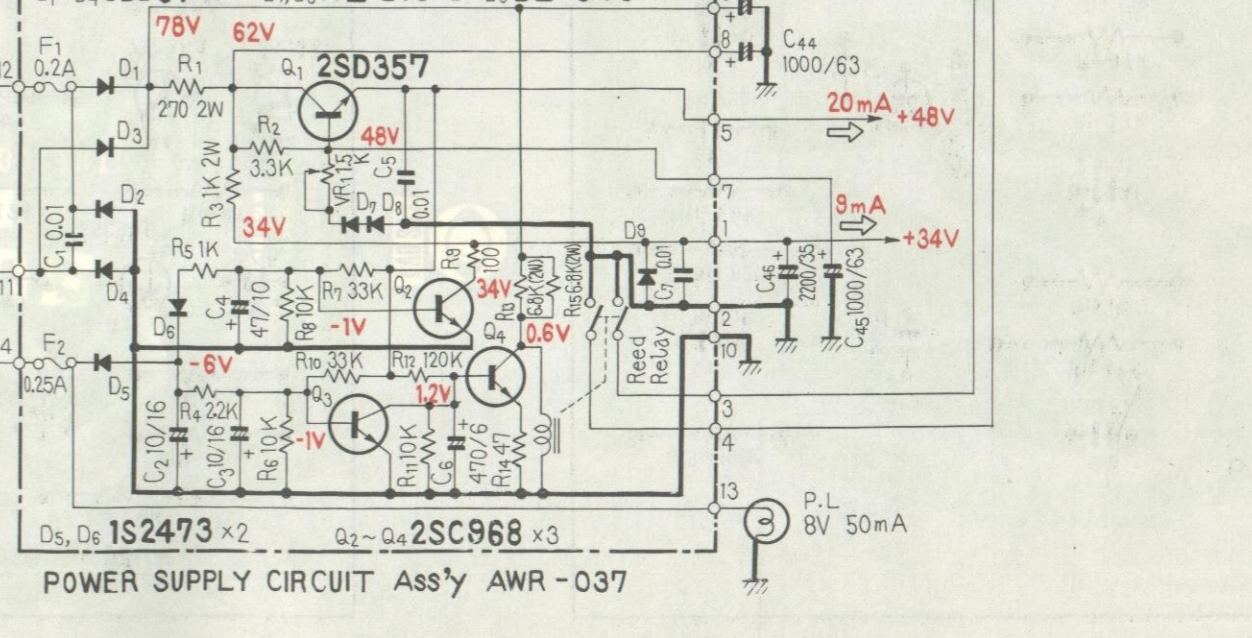 78V
62V
F1
0.2A
D1
R1
270 2W
Q1 2SD357
8
C44
1000/63
20mA
+48V
5
12
D3
R2
3.3K
48V
VR1 1.5K
C5
0.01
R3 1K 2W
D2
D7 D8
7
9mA
+34V
34V
C1 0.01
D9
1
R5 1K
R9
100
C7 0.01
C46
2200/35
C45 1000/63
11
D4
D6
C4
47/10
R8 10K
R7 33K
Q2
34V
R13
6.8K(2W)
R15 6.8K(2W)
-1V
Q4
0.6V
2
10
4
F2
0.25A
D5
-6V
R10 33K
R12 120K
Reed
Relay
R4 2.2K
Q3
1.2V
3
C2 10/16
C3 10/16
R6 10K
-1V
R11 10K
C6
470/6
R14 47
4
13
P.L
8V 50mA
D5, D6 1S2473 ×2
Q2~Q4 2SC968 ×3
POWER SUPPLY CIRCUIT Ass'y AWR-037